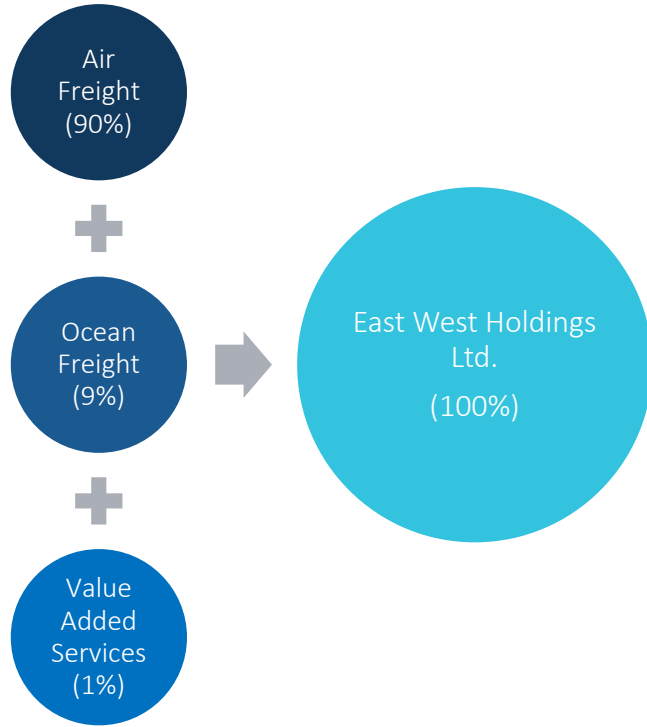 Air
Freight
(90%)
Ocean
Freight
(9%)
Value
Added
Services
(1%)
East West Holdings
Ltd.
(100%)